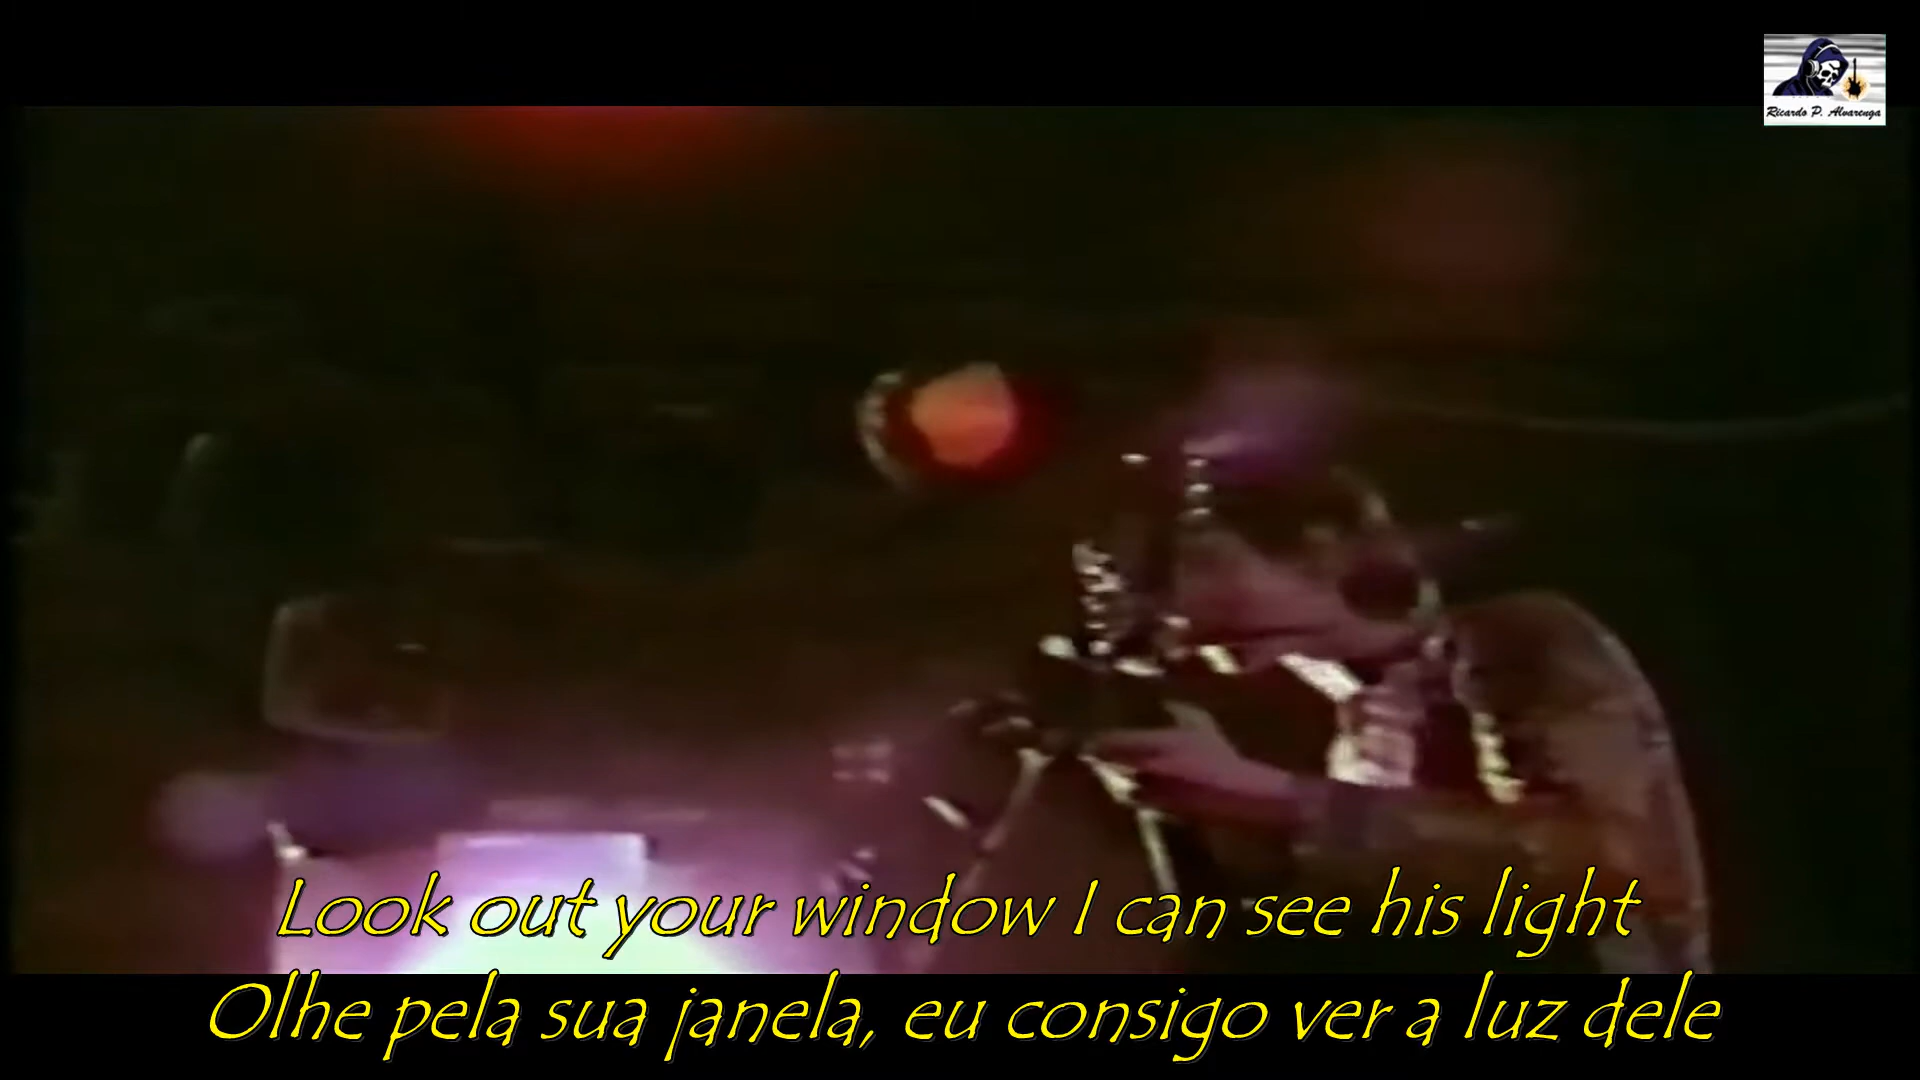 Ricardo P. Alvarenga
Look out your window I can see his light
Olhe pela sua janela, eu consigo ver a luz dele